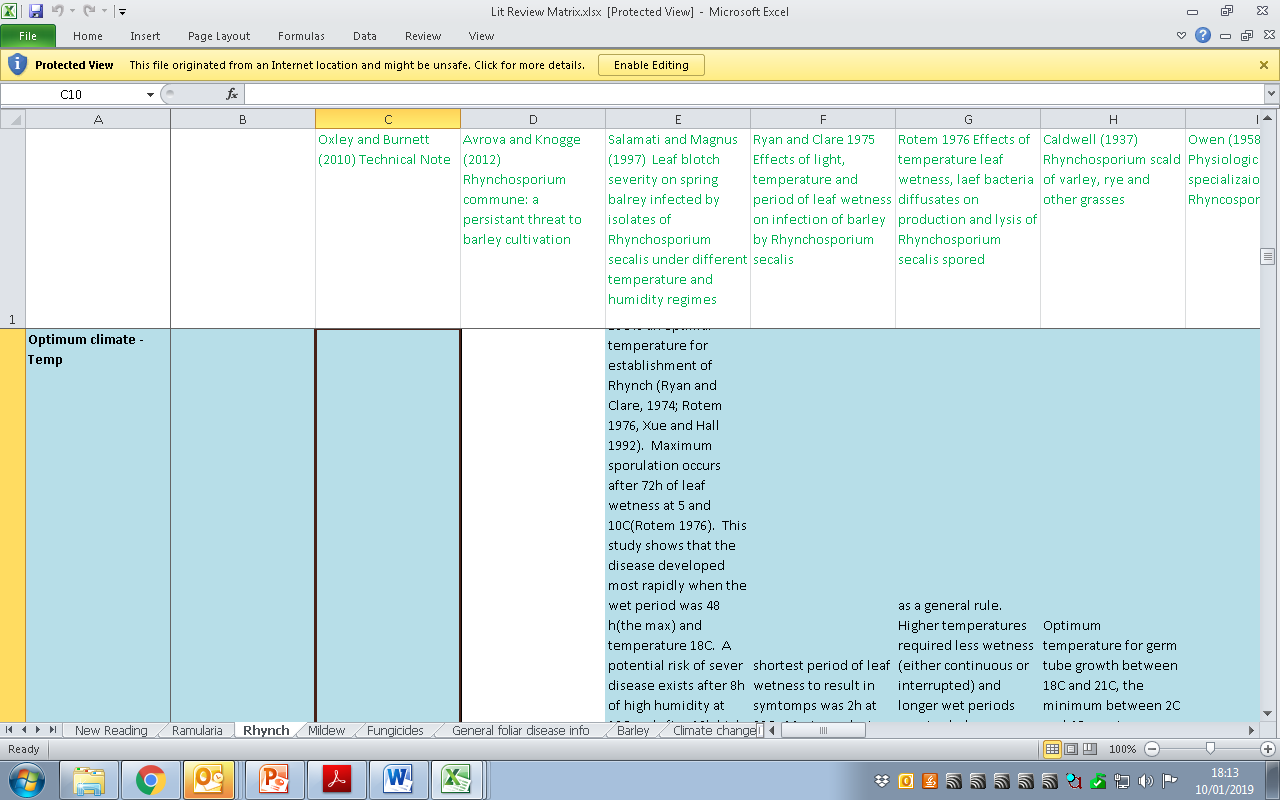 Lit Review Matrix.xlsx [Protected View] - Microsoft Excel
File Home Insert Page Layout Formulas Data Review View
Protected View This file originated from an Internet location and might be unsafe. Click for more details. Enable Editing
C10 fx
A B C D E F G H I
Oxley and Burnett
(2010) Technical Note
Avrova and Knogge
(2012)
Rhynchosporium
commune: a
persistant threat to
barley cultivation
Salamati and Magnus
(1997) Leaf blotch
severity on spring
balrey infected by
isolates of
Rhynchosporium
secalis under different
temperature and
humidity regimes
Ryan and Clare 1975
Effects of light,
temperature and
period of leaf wetness
on infection of barley
by Rhynchosporium
secalis
Rotem 1976 Effects of
temperature leaf
wetness, laef bacteria
diffusates on
production and lysis of
Rhynchosporium
secalis spored
Caldwell (1937)
Rhynchosporium scald
of varley, rye and
other grasses
Owen (1958
Physiologic
specializaio
Rhyncospor
1
Optimum climate -
Temp
temperature for
establishment of
Rhynch (Ryan and
Clare, 1974; Rotem
1976, Xue and Hall
1992). Maximum
sporulation occurs
after 72h of leaf
wetness at 5 and
10C(Rotem 1976). This
study shows that the
disease developed
most rapidly when the
wet period was 48
h(the max) and
temperature 18C. A
potential risk of sever
disease exists after 8h
of high humidity at
shortest period of leaf
wetness to result in
symtomps was 2h at
as a general rule.
Higher temperatures
required less wetness
(either continuous or
interrupted) and
longer wet periods
Optimum
temperature for germ
tube growth between
18C and 21C, the
minimum between 2C
New Reading Ramularia Rhynch Mildew Fungicides General foliar disease info Barley Climate change
Ready 100%
18:13
10/01/2019